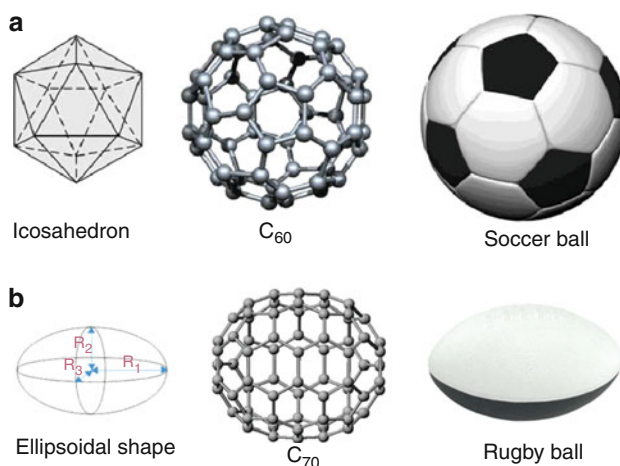 a
Icosahedron
C₆₀
Soccer ball
b
R₂
R₃
R₁
Ellipsoidal shape
C₇₀
Rugby ball